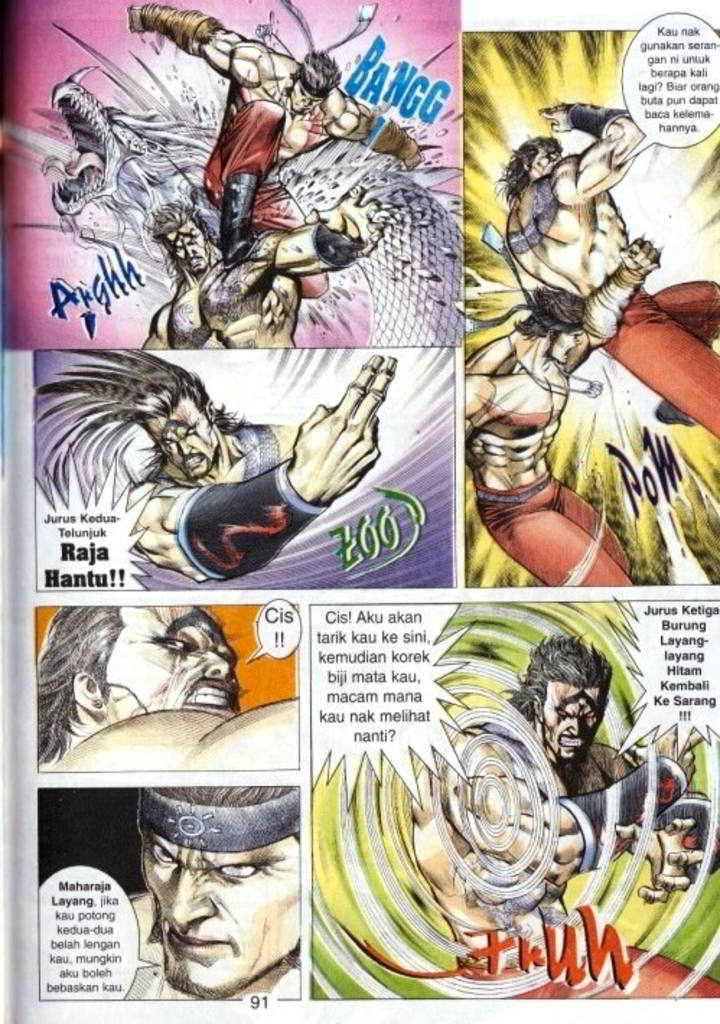 BANGG
Arghh
Kau nak
gunakan seran-
gan ni untuk
berapa kali
lagi? Biar orang
buta pun dapat
baca kelema-
hannya.
POM
Jurus Kedua-
Telunjuk
Raja
Hantu!!
ZOO
Cis
!!
Cis! Aku akan
tarik kau ke sini,
kemudian korek
biji mata kau,
macam mana
kau nak melihat
nanti?
Jurus Ketiga
Burung
Layang-
layang
Hitam
Kembali
Ke Sarang
!!!
Maharaja
Layang, jika
kau potong
kedua-dua
belah lengan
kau, mungkin
aku boleh
bebaskan kau.
91